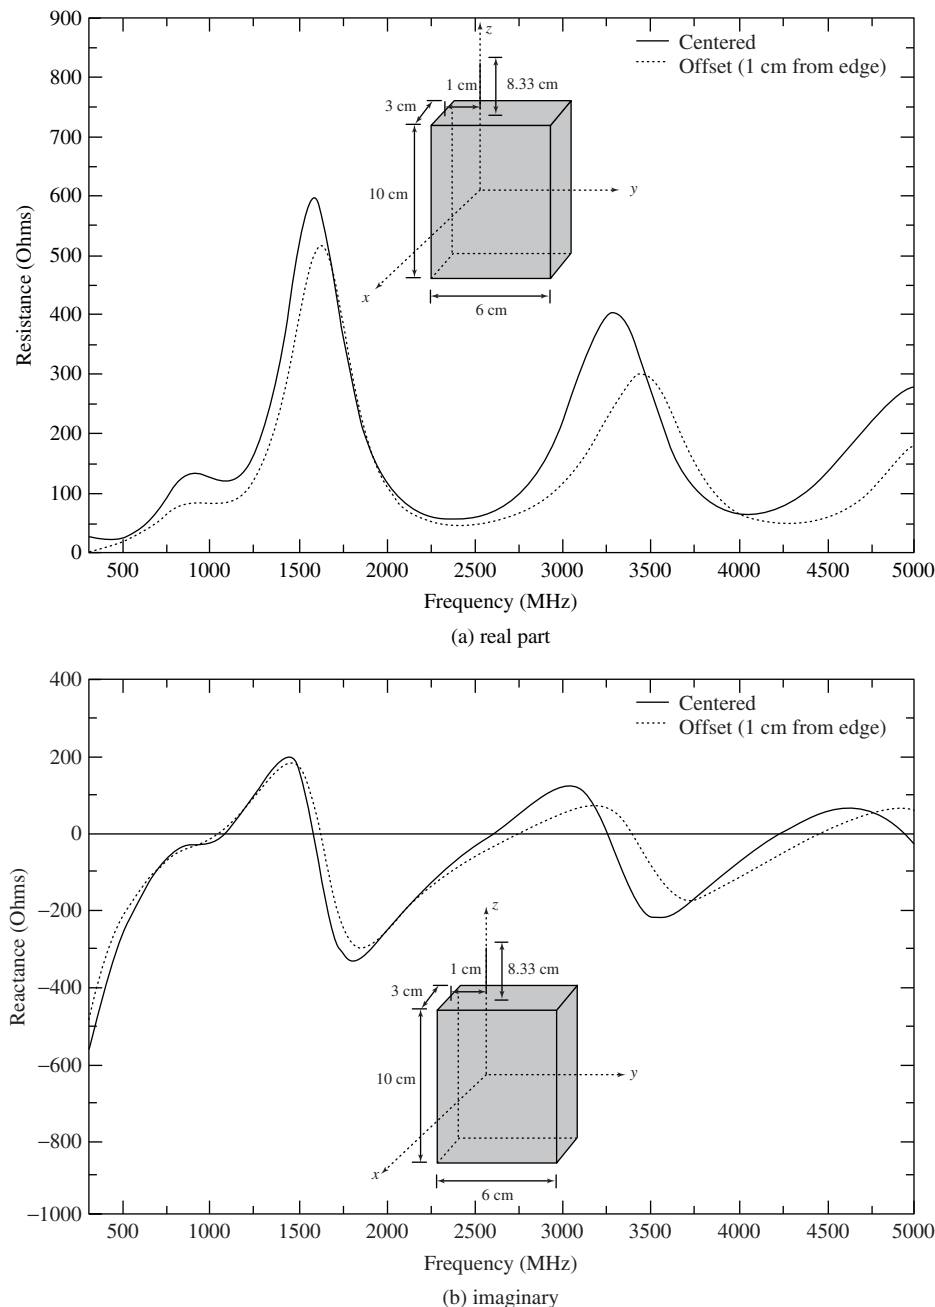 900
800
700
600
500
400
300
200
100
0
Resistance (Ohms)
Centered
Offset (1 cm from edge)
z
1 cm
8.33 cm
3 cm
10 cm
y
x
6 cm
500 1000 1500 2000 2500 3000 3500 4000 4500 5000
Frequency (MHz)
(a) real part
400
200
0
−200
−400
−600
−800
−1000
Reactance (Ohms)
Centered
Offset (1 cm from edge)
z
1 cm
8.33 cm
3 cm
10 cm
y
x
6 cm
500 1000 1500 2000 2500 3000 3500 4000 4500 5000
Frequency (MHz)
(b) imaginary